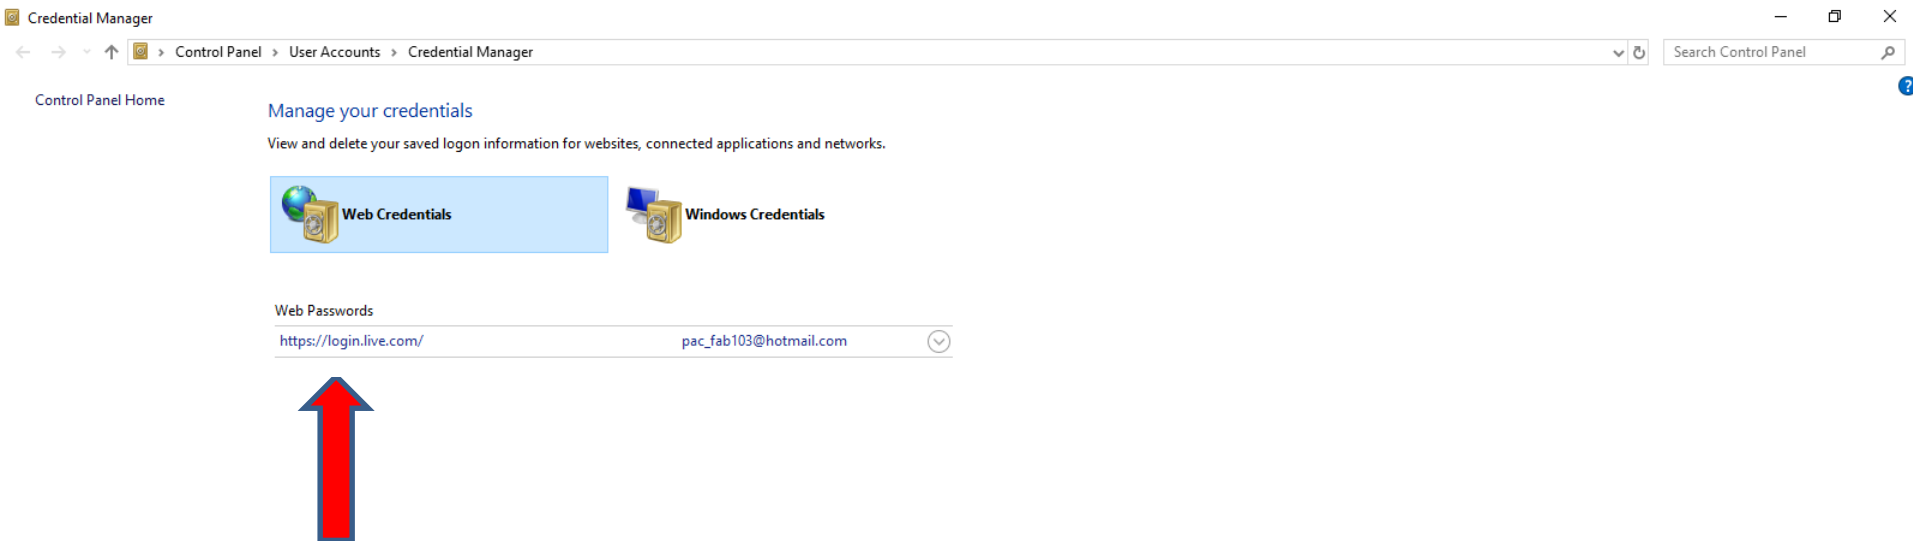 Credential Manager
Control Panel > User Accounts > Credential Manager
Search Control Panel
?
Control Panel Home
Manage your credentials
View and delete your saved logon information for websites, connected applications and networks.
Web Credentials
Windows Credentials
Web Passwords
https://login.live.com/ pac_fab103@hotmail.com